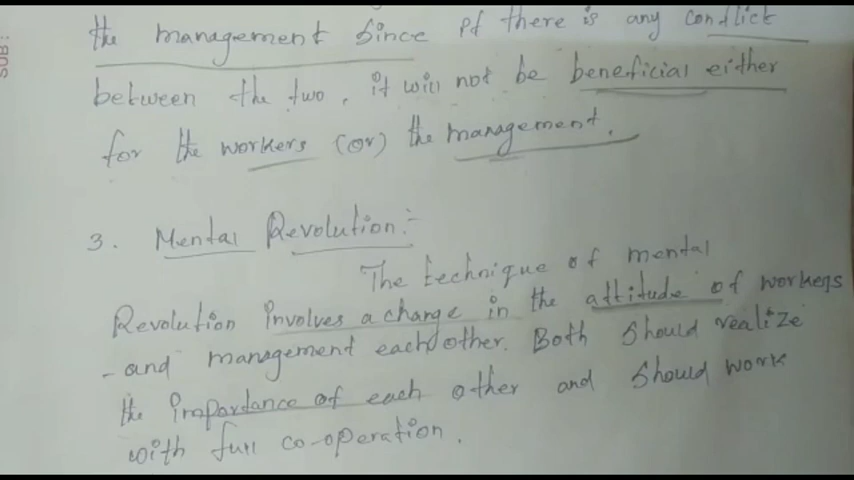 the management since if there is any conflict
between the two, it will not be beneficial either
for the workers (or) the management.
3. Mental Revolution:-
The technique of mental
Revolution involves a change in the attitude of workers
- and management each other. Both should realize
the importance of each other and should work
with full co-operation.
SUB: